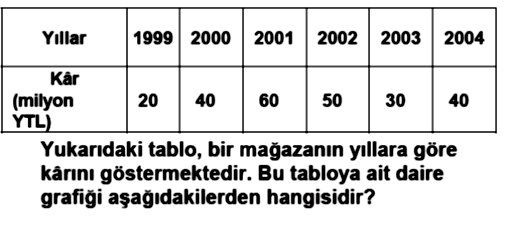 Yıllar 1999 2000 2001 2002 2003 2004
Kâr
(milyon 20 40 60 50 30 40
YTL)
Yukarıdaki tablo, bir mağazanın yıllara göre
kârını göstermektedir. Bu tabloya ait daire
grafiği aşağıdakilerden hangisidir?